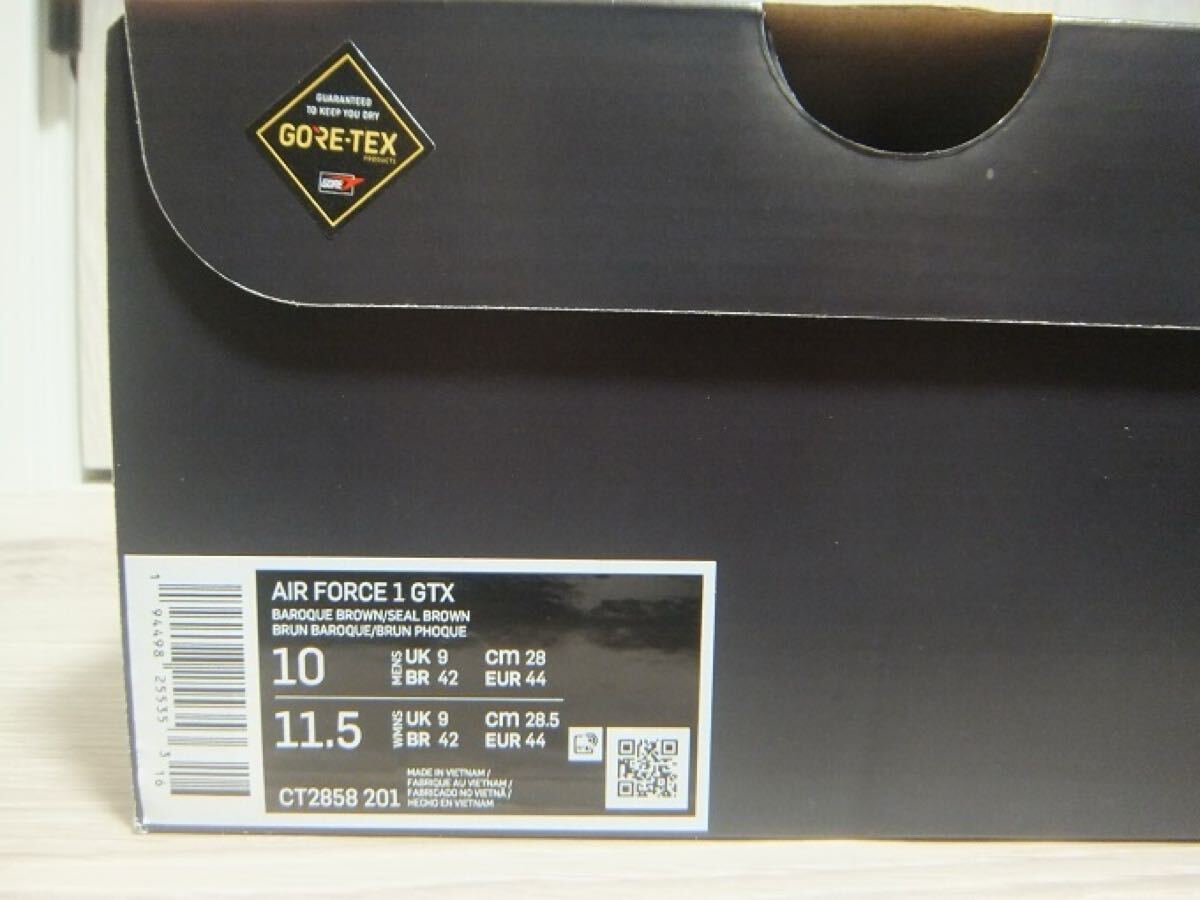 GUARANTEED
TO KEEP YOU DRY
GORE-TEX
PRODUCTS
GORE
AIR FORCE 1 GTX
BAROQUE BROWN/SEAL BROWN
BRUN BAROQUE/BRUN PHOQUE
10 MENS UK 9 cm 28
BR 42 EUR 44
11.5 WMNS UK 9 cm 28.5
BR 42 EUR 44
CT2858 201
MADE IN VIETNAM /
FABRIQUE AU VIETNAM /
FABRICADO NO VIETNÃ /
HECHO EN VIETNAM
1 94498 25535 3 16